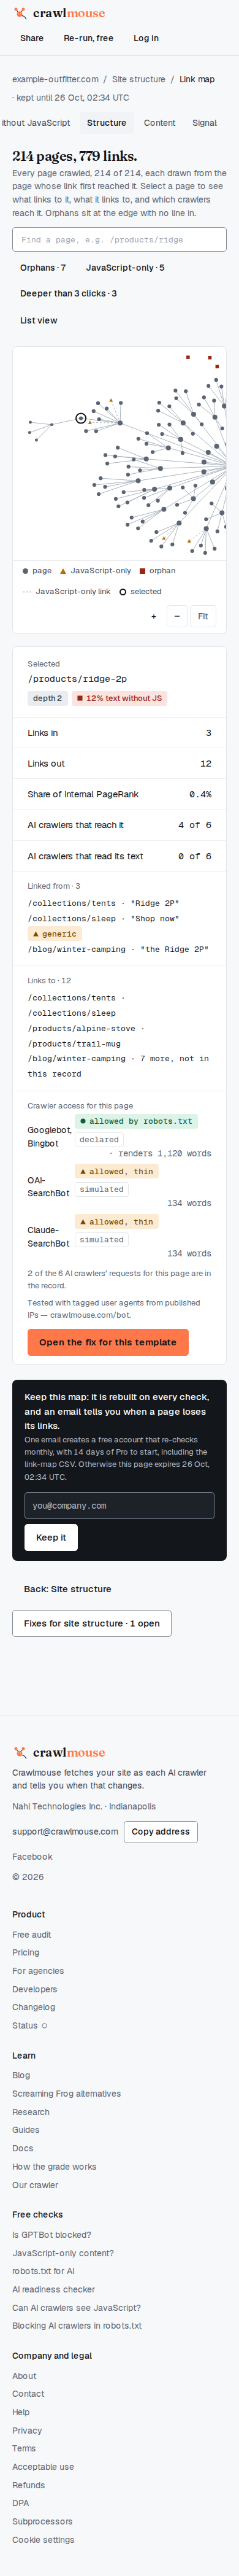 crawlmouse
Share Re-run, free Log in
example-outfitter.com / Site structure / Link map
· kept until 26 Oct, 02:34 UTC
ithout JavaScript Structure Content Signal
214 pages, 779 links.
Every page crawled, 214 of 214, each drawn from the
page whose link first reached it. Select a page to see
what links to it, what it links to, and which crawlers
reach it. Orphans sit at the edge with no line in.
Find a page, e.g. /products/ridge
Orphans · 7 JavaScript-only · 5
Deeper than 3 clicks · 3
List view
page JavaScript-only orphan
JavaScript-only link selected
+ − Fit
Selected
/products/ridge-2p
depth 2 12% text without JS
Links in 3
Links out 12
Share of internal PageRank 0.4%
AI crawlers that reach it 4 of 6
AI crawlers that read its text 0 of 6
Linked from · 3
/collections/tents · "Ridge 2P"
/collections/sleep · "Shop now"
generic
/blog/winter-camping · "the Ridge 2P"
Links to · 12
/collections/tents ·
/collections/sleep
/products/alpine-stove ·
/products/trail-mug
/blog/winter-camping · 7 more, not in
this record
Crawler access for this page
Googlebot, Bingbot
allowed by robots.txt
declared
· renders 1,120 words
OAI-SearchBot
allowed, thin
simulated
134 words
Claude-SearchBot
allowed, thin
simulated
134 words
2 of the 6 AI crawlers' requests for this page are in
the record.
Tested with tagged user agents from published
IPs — crawlmouse.com/bot.
Open the fix for this template
Keep this map: it is rebuilt on every check,
and an email tells you when a page loses
its links.
One email creates a free account that re-checks
monthly, with 14 days of Pro to start, including the
link-map CSV. Otherwise this page expires 26 Oct,
02:34 UTC.
you@company.com
Keep it
Back: Site structure
Fixes for site structure · 1 open
crawlmouse
Crawlmouse fetches your site as each AI crawler
and tells you when that changes.
Nahl Technologies Inc. · Indianapolis
support@crawlmouse.com Copy address
Facebook
© 2026
Product
Free audit
Pricing
For agencies
Developers
Changelog
Status
Learn
Blog
Screaming Frog alternatives
Research
Guides
Docs
How the grade works
Our crawler
Free checks
Is GPTBot blocked?
JavaScript-only content?
robots.txt for AI
AI readiness checker
Can AI crawlers see JavaScript?
Blocking AI crawlers in robots.txt
Company and legal
About
Contact
Help
Privacy
Terms
Acceptable use
Refunds
DPA
Subprocessors
Cookie settings